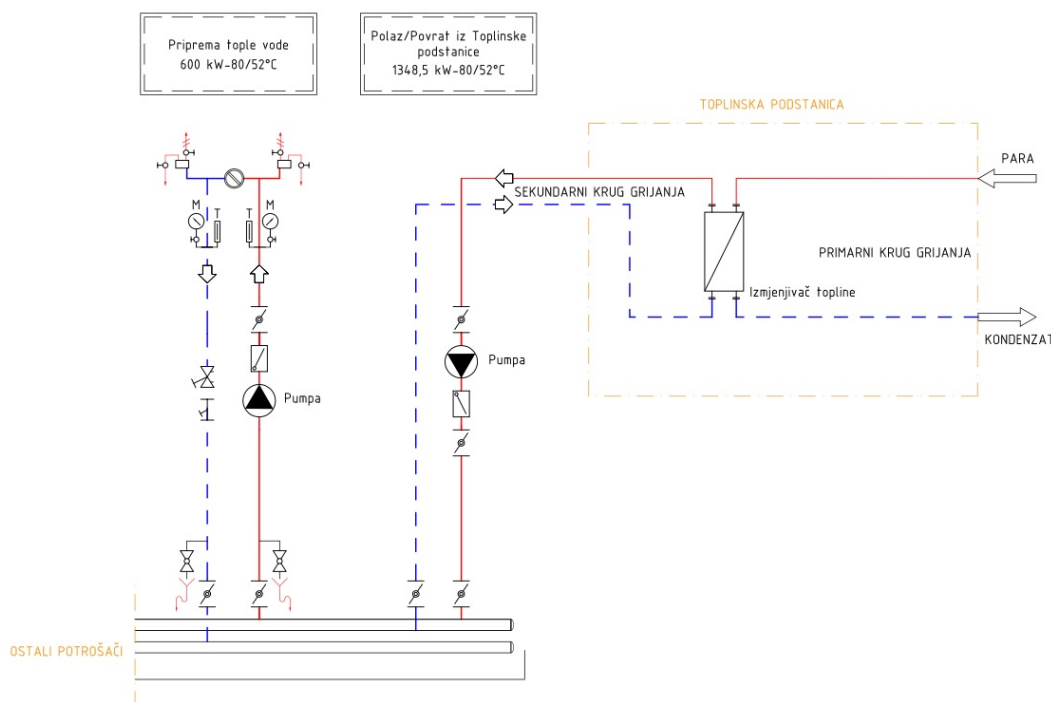 Priprema tople vode
600 kW-80/52°C
Polaz/Povrat iz Toplinske
podstanice
1348,5 kW-80/52°C
TOPLINSKA PODSTANICA
PARA
SEKUNDARNI KRUG GRIJANJA
M
T
T
M
PRIMARNI KRUG GRIJANJA
Izmjenjivač topline
KONDENZAT
Pumpa
Pumpa
OSTALI POTROŠAČI